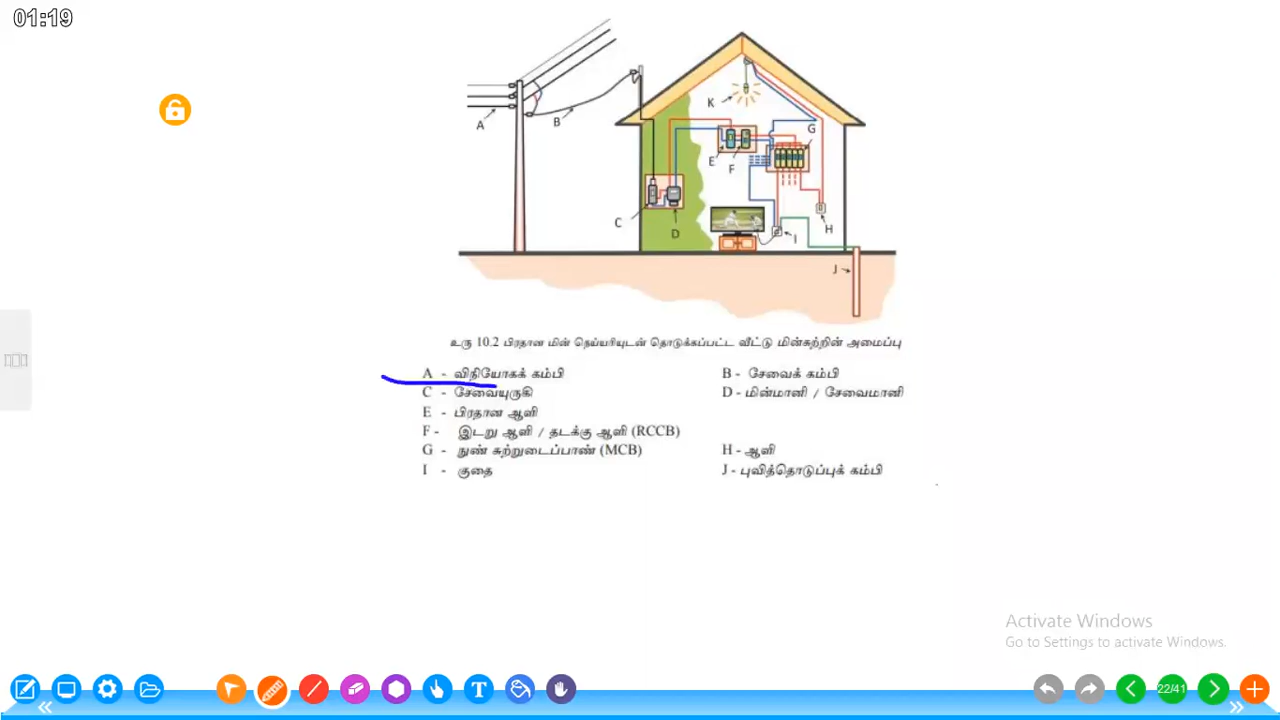 01:19
A
B
K
G
E
F
C
D
H
I
J
உரு 10.2 பிரதான மின் நெய்யரியுடன் தொடுக்கப்பட்ட வீட்டு மின்சுற்றின் அமைப்பு
A - விநியோகக் கம்பி B - சேவைக் கம்பி
C - சேவையுருகி D - மின்மானி / சேவைமானி
E - பிரதான ஆளி
F - இடறு ஆளி / தடக்கு ஆளி (RCCB)
G - நுண் சுற்றுடைப்பாண் (MCB) H - ஆளி
I - குதை J - புவித்தொடுப்புக் கம்பி
Activate Windows
Go to Settings to activate Windows.
T
22/41